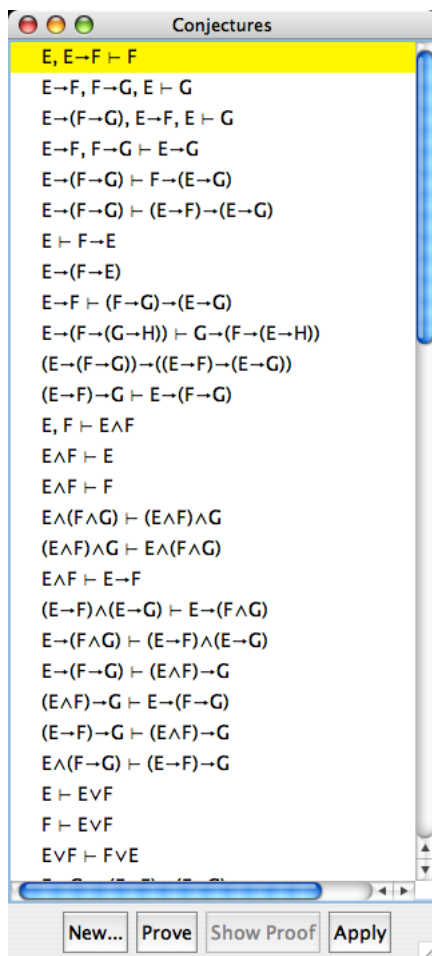 Conjectures
E, E→F ⊢ F
E→F, F→G, E ⊢ G
E→(F→G), E→F, E ⊢ G
E→F, F→G ⊢ E→G
E→(F→G) ⊢ F→(E→G)
E→(F→G) ⊢ (E→F)→(E→G)
E ⊢ F→E
E→(F→E)
E→F ⊢ (F→G)→(E→G)
E→(F→(G→H)) ⊢ G→(F→(E→H))
(E→(F→G))→((E→F)→(E→G))
(E→F)→G ⊢ E→(F→G)
E, F ⊢ E∧F
E∧F ⊢ E
E∧F ⊢ F
E∧(F∧G) ⊢ (E∧F)∧G
(E∧F)∧G ⊢ E∧(F∧G)
E∧F ⊢ E→F
(E→F)∧(E→G) ⊢ E→(F∧G)
E→(F∧G) ⊢ (E→F)∧(E→G)
E→(F→G) ⊢ (E∧F)→G
(E∧F)→G ⊢ E→(F→G)
(E→F)→G ⊢ (E∧F)→G
E∧(F→G) ⊢ (E→F)→G
E ⊢ E∨F
F ⊢ E∨F
E∨F ⊢ F∨E
New... Prove Show Proof Apply